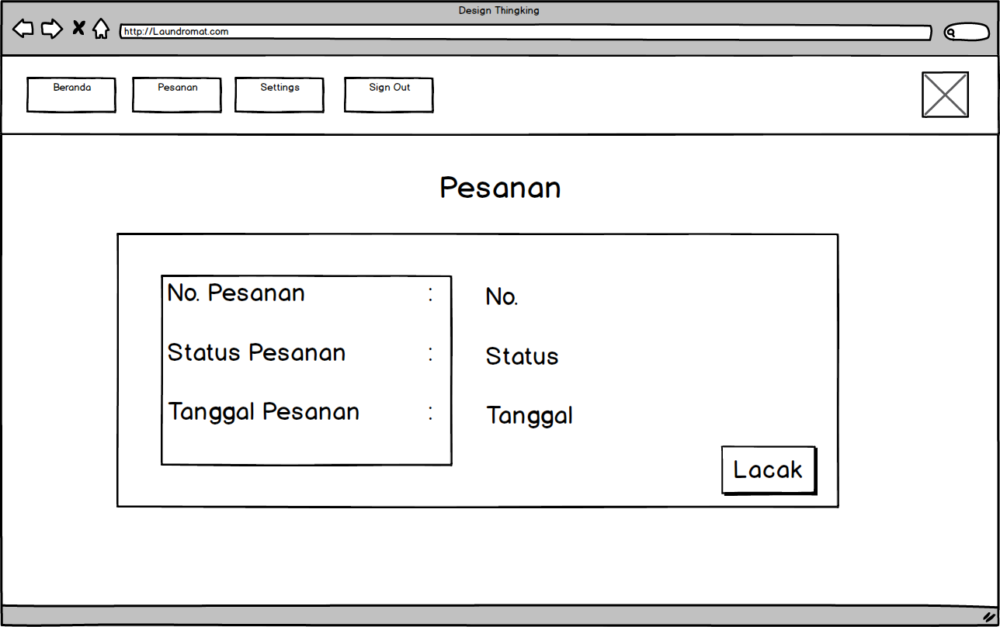 Design Thingking
http://Laundromat.com
Beranda Pesanan Settings Sign Out
Pesanan
No. Pesanan : No.
Status Pesanan : Status
Tanggal Pesanan : Tanggal
Lacak